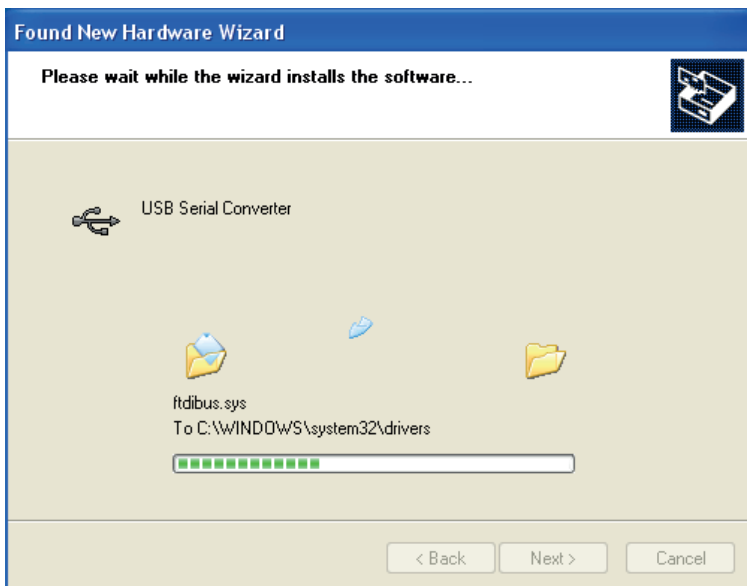 Found New Hardware Wizard
Please wait while the wizard installs the software...
USB Serial Converter
ftdibus.sys
To C:\WINDOWS\system32\drivers
< Back Next > Cancel